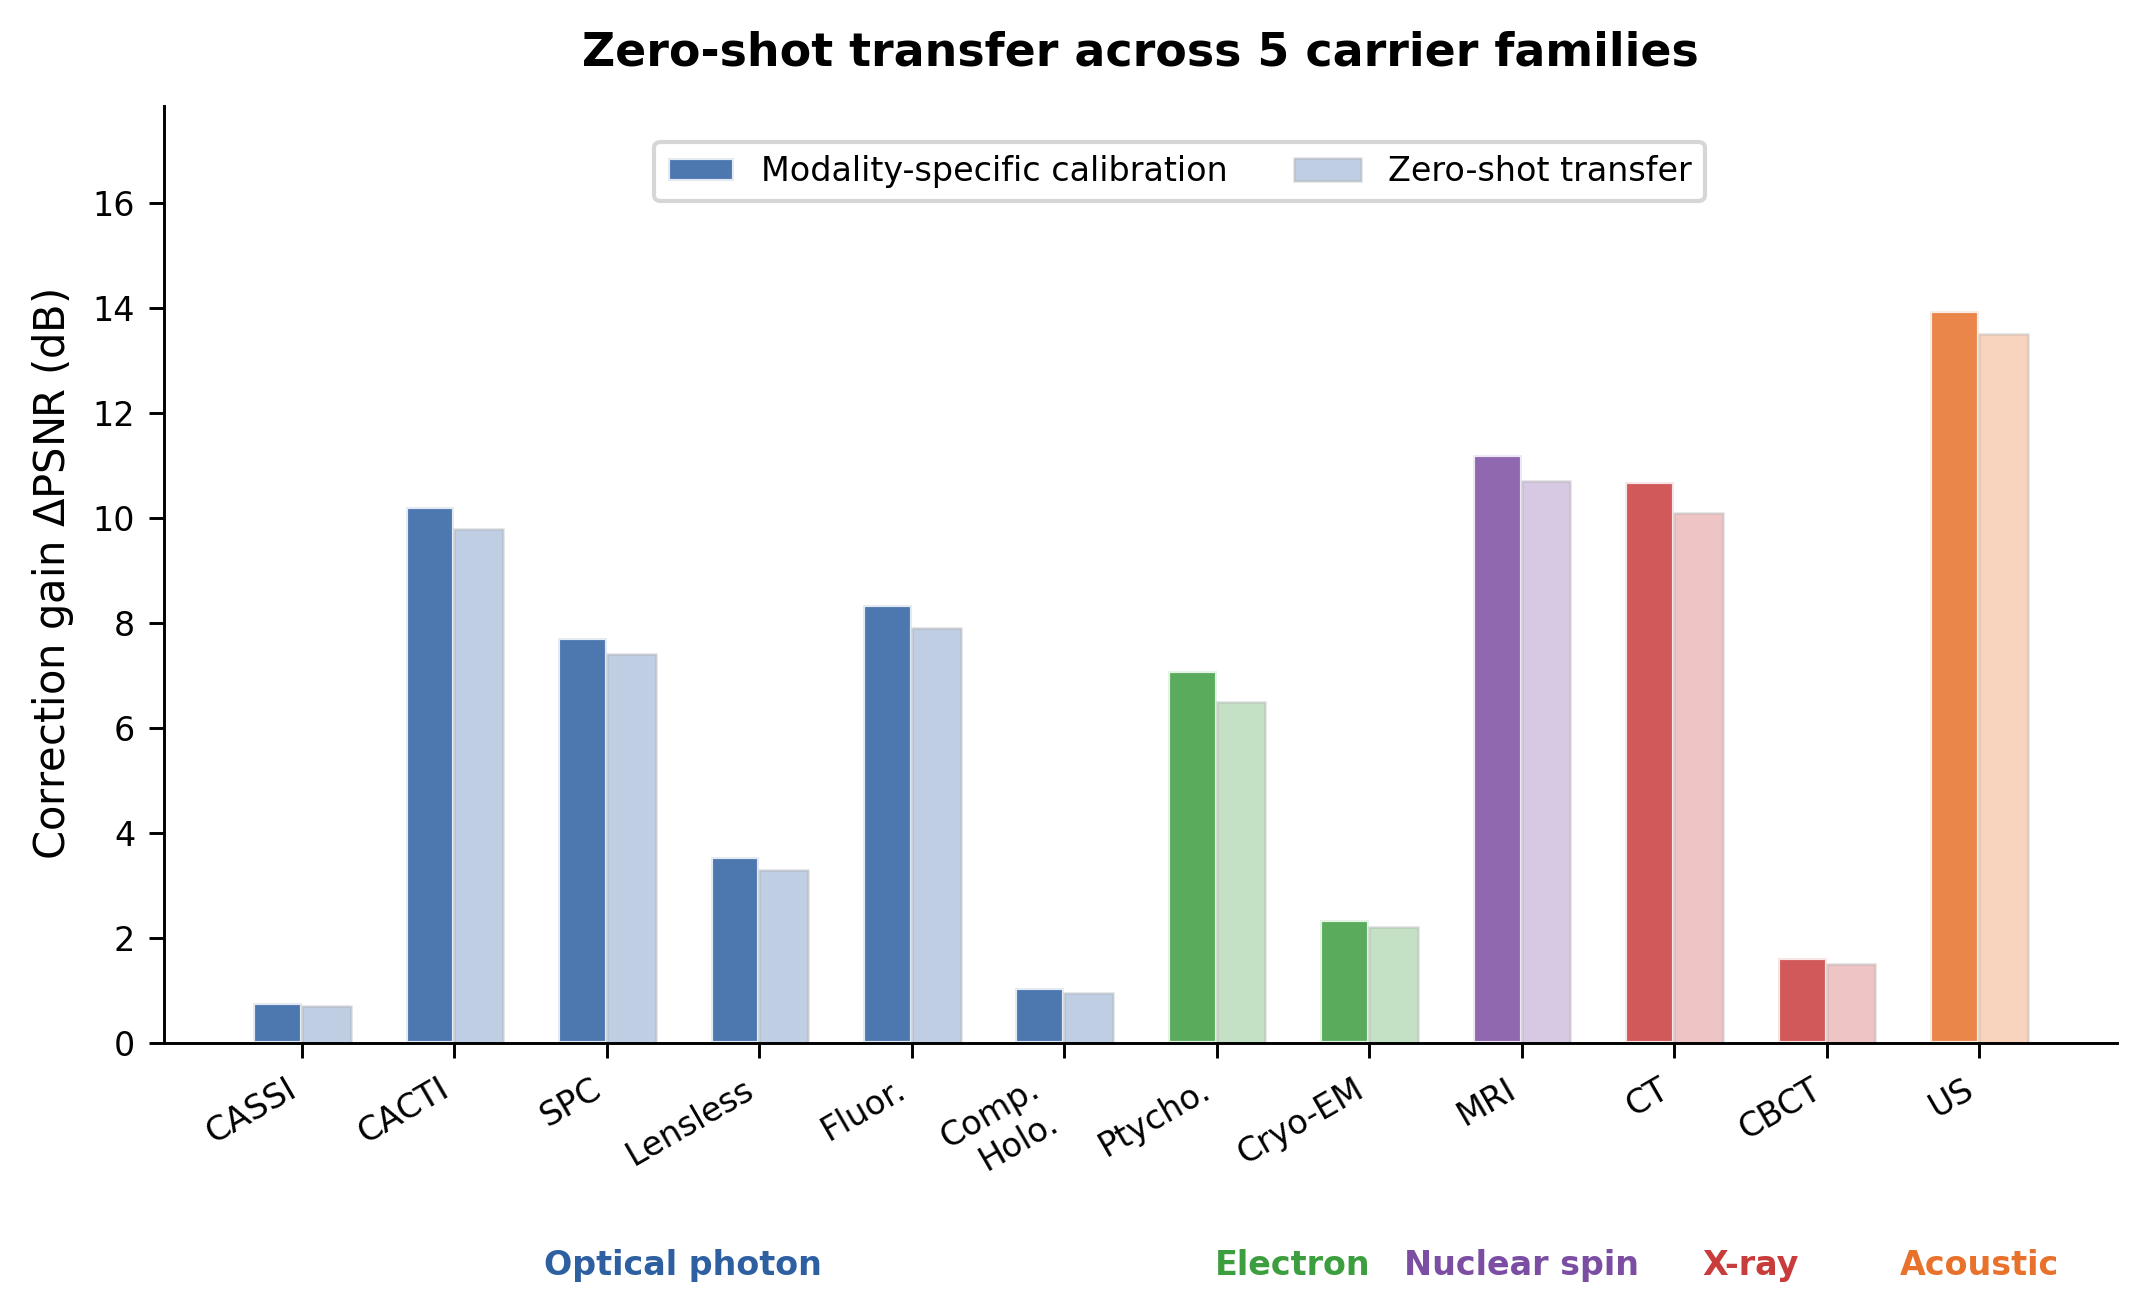 Zero-shot transfer across 5 carrier families
Modality-specific calibration
Zero-shot transfer
Correction gain ΔPSNR (dB)
16
14
12
10
8
6
4
2
0
CASSI
CACTI
SPC
Lensless
Fluor.
Comp.
Holo.
Ptycho.
Cryo-EM
MRI
CT
CBCT
US
Optical photon
Electron
Nuclear spin
X-ray
Acoustic